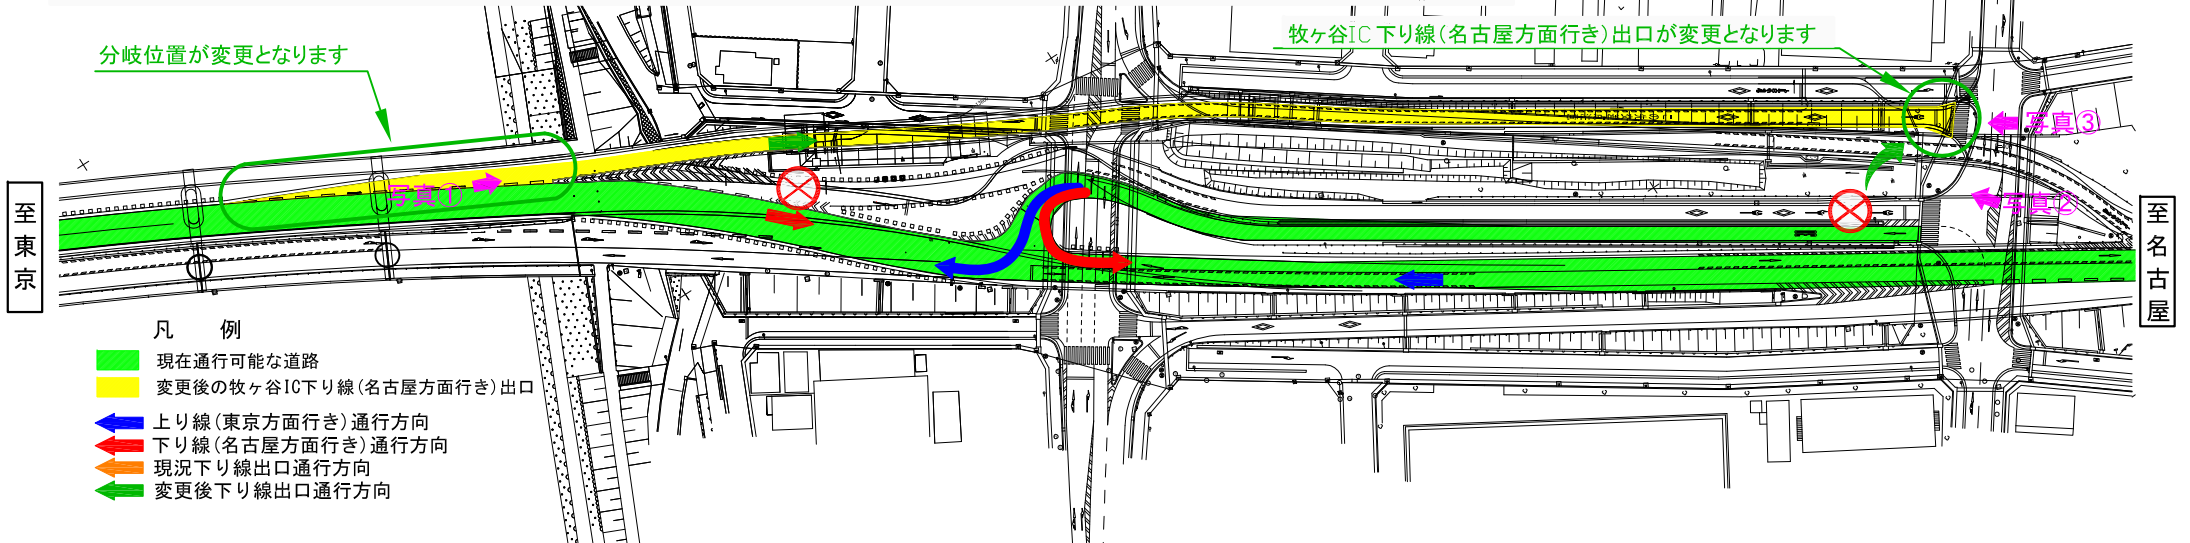 分岐位置が変更となります
牧ヶ谷IC下り線(名古屋方面行き)出口が変更となります
写真③
写真①
写真②
至東京
至名古屋
凡 例
現在通行可能な道路
変更後の牧ヶ谷IC下り線(名古屋方面行き)出口
上り線(東京方面行き)通行方向
下り線(名古屋方面行き)通行方向
現況下り線出口通行方向
変更後下り線出口通行方向